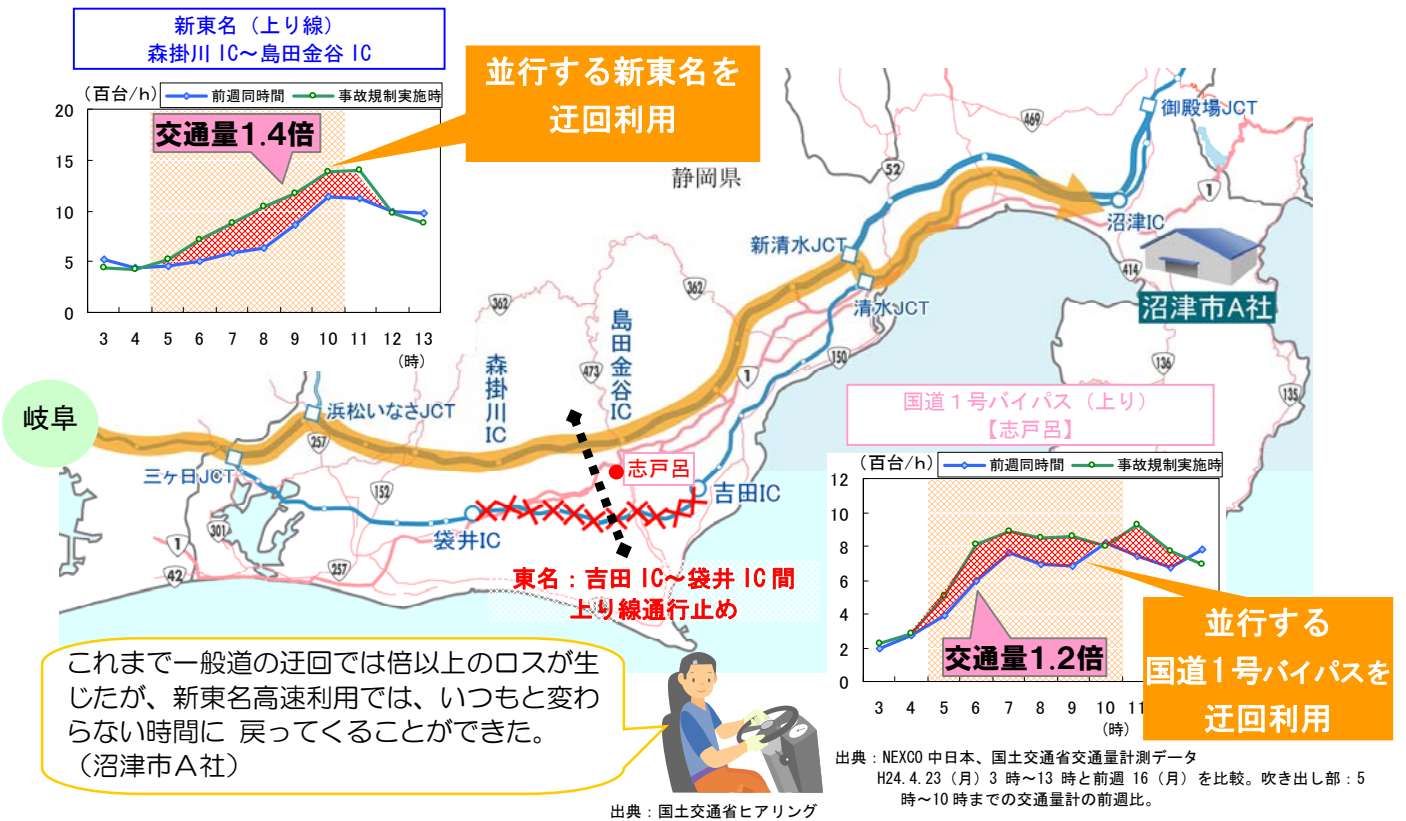 新東名（上り線）
森掛川IC～島田金谷IC
（百台/h）
前週同時間
事故規制実施時
20
15
10
5
0
交通量1.4倍
3 4 5 6 7 8 9 10 11 12 13
（時）
並行する新東名を
迂回利用
静岡県
469
52
御殿場JCT
1
沼津IC
414
沼津市A社
136
135
新清水JCT
清水JCT
150
362
362
島田金谷IC
473
1
森掛川IC
岐阜
浜松いなさJCT
257
三ヶ日JCT
152
301
1
42
257
袋井IC
志戸呂
吉田IC
東名：吉田IC～袋井IC間
上り線通行止め
国道１号バイパス（上り）
【志戸呂】
（百台/h）
前週同時間
事故規制実施時
12
10
8
6
4
2
0
交通量1.2倍
3 4 5 6 7 8 9 10 11
（時）
並行する
国道１号バイパスを
迂回利用
これまで一般道の迂回では倍以上のロスが生
じたが、新東名高速利用では、いつもと変わ
らない時間に 戻ってくることができた。
（沼津市Ａ社）
出典：国土交通省ヒアリング
出典：NEXCO中日本、国土交通省交通量計測データ
H24.4.23（月）3 時～13 時と前週 16（月）を比較。吹き出し部：5
時～10時までの交通量計の前週比。